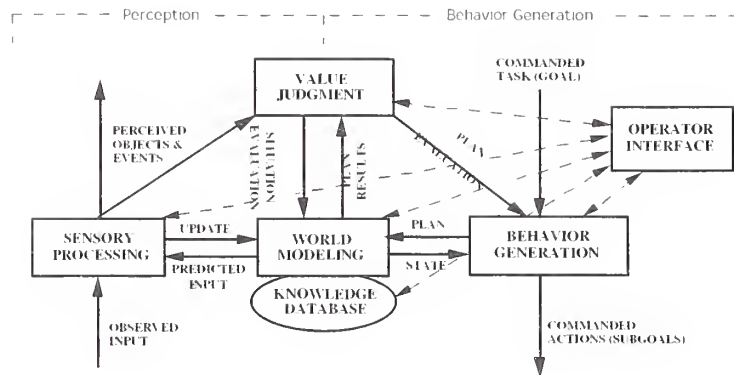 Perception
Behavior Generation
VALUE
JUDGMENT
COMMANDED
TASK (GOAL)
OPERATOR
INTERFACE
PERCEIVED
OBJECTS &
EVENTS
SITUATION
EVALUATION
PLAN
RESULTS
PLAN
EVALUATION
SENSORY
PROCESSING
UPDATE
PREDICTED
INPUT
WORLD
MODELING
KNOWLEDGE
DATABASE
PLAN
STATE
BEHAVIOR
GENERATION
OBSERVED
INPUT
COMMANDED
ACTIONS (SUBGOALS)